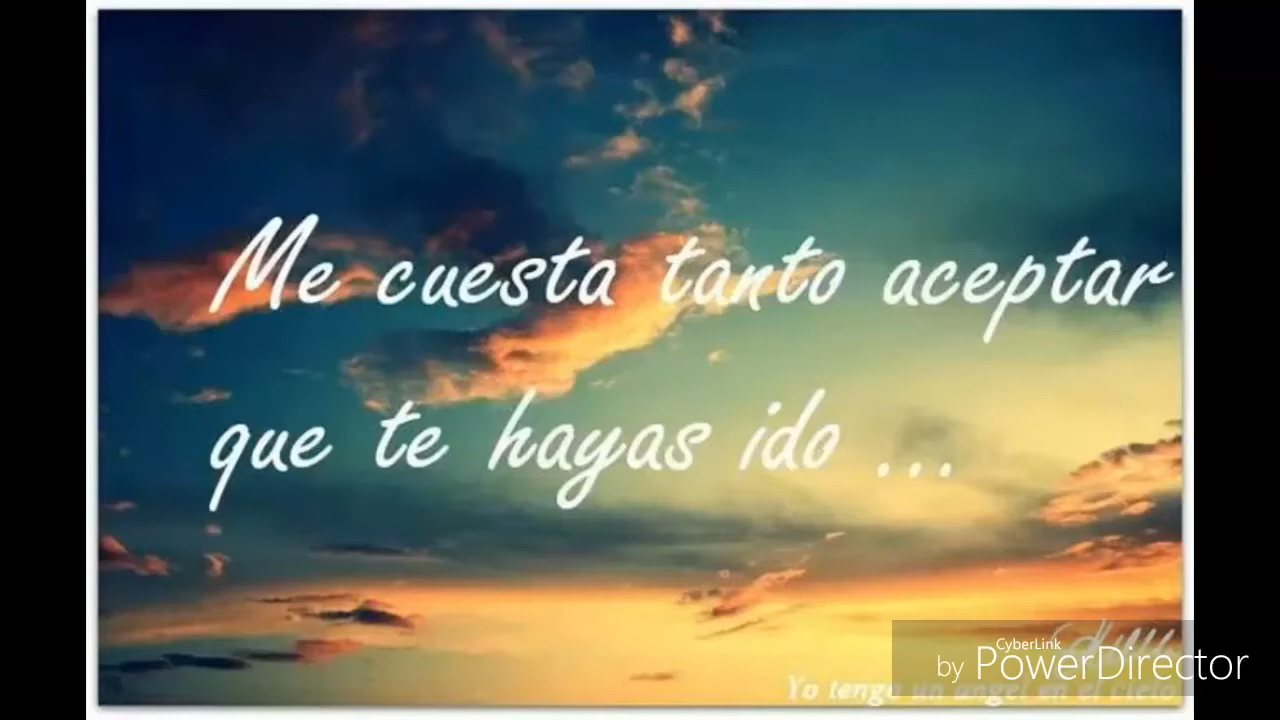 Me cuesta tanto aceptar
que te hayas ido ...
CyberLink
by PowerDirector
Yo tengo un angel en el cielo